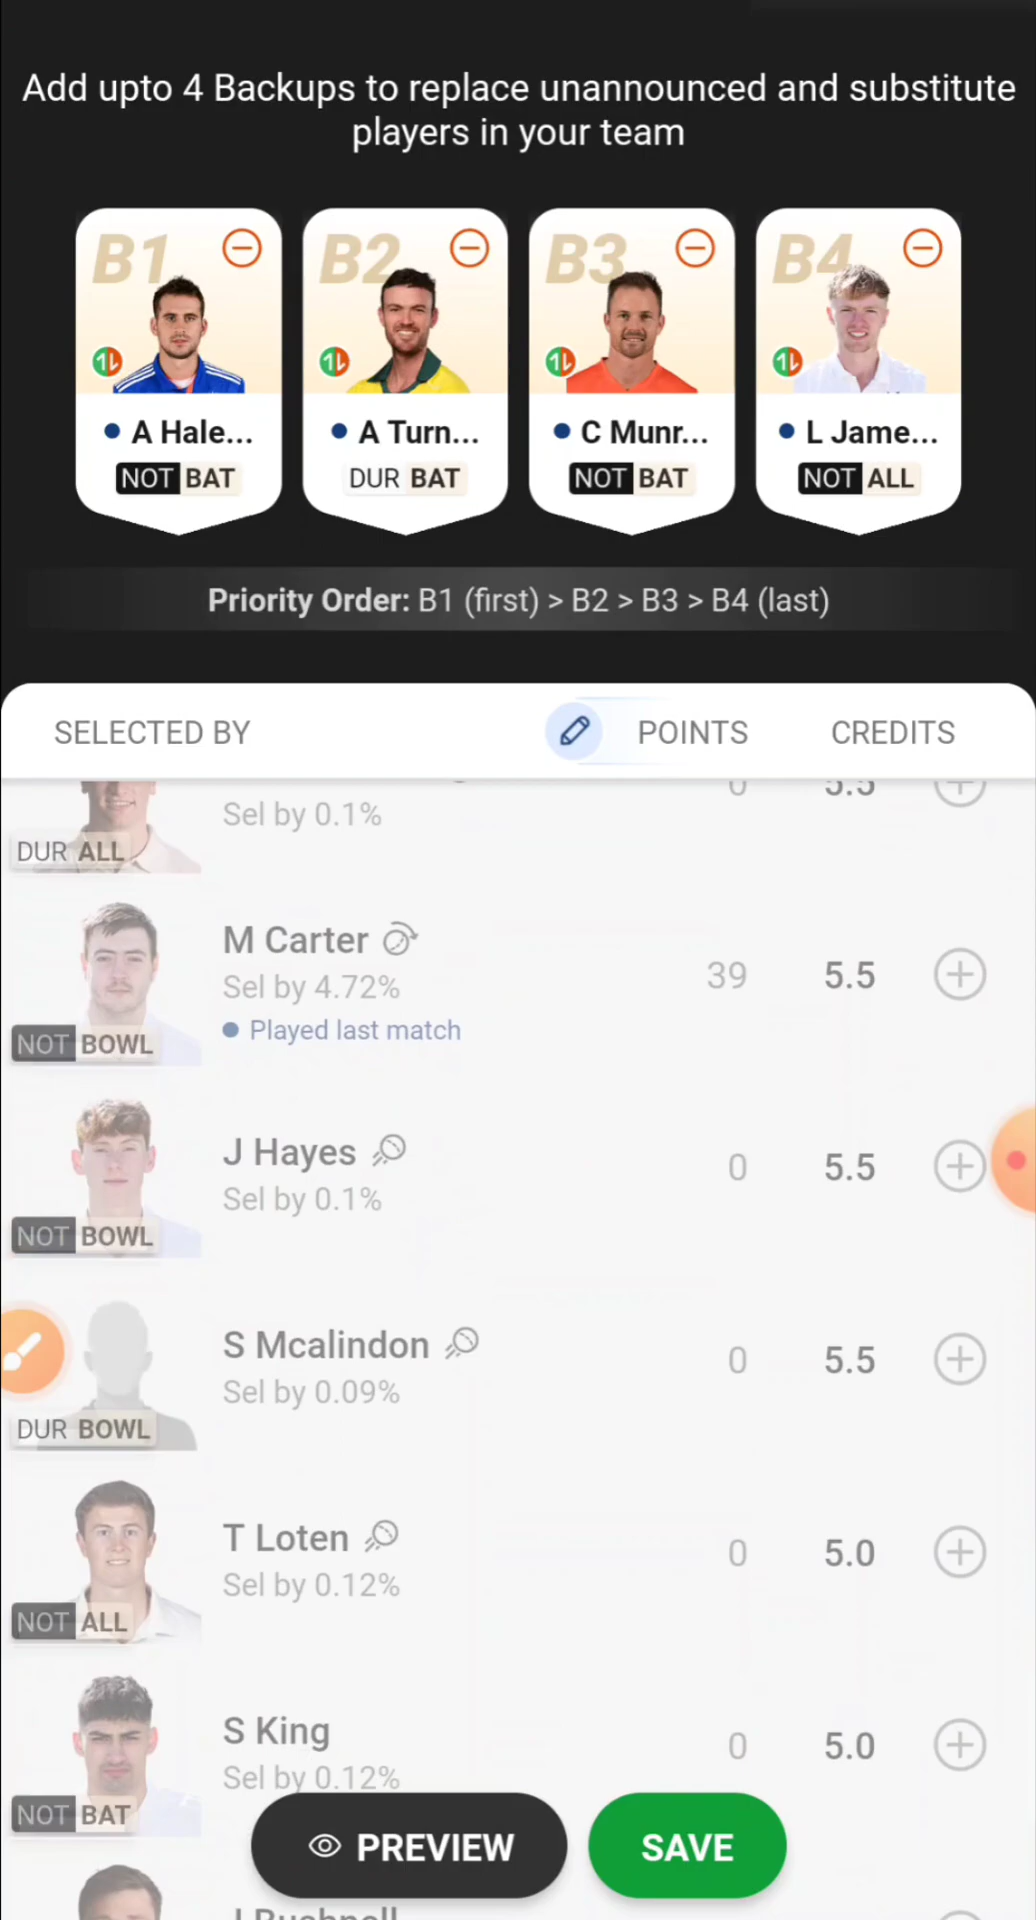 Add upto 4 Backups to replace unannounced and substitute
players in your team
B1 B2 B3 B4
A Hale... A Turn... C Munr... L Jame...
NOT BAT DUR BAT NOT BAT NOT ALL
Priority Order: B1 (first) > B2 > B3 > B4 (last)
SELECTED BY POINTS CREDITS
Sel by 0.1% 0 5.5
DUR ALL
M Carter
Sel by 4.72% 39 5.5
Played last match
NOT BOWL
J Hayes
Sel by 0.1% 0 5.5
NOT BOWL
S Mcalindon
Sel by 0.09% 0 5.5
DUR BOWL
T Loten
Sel by 0.12% 0 5.0
NOT ALL
S King
Sel by 0.12% 0 5.0
NOT BAT
PREVIEW SAVE